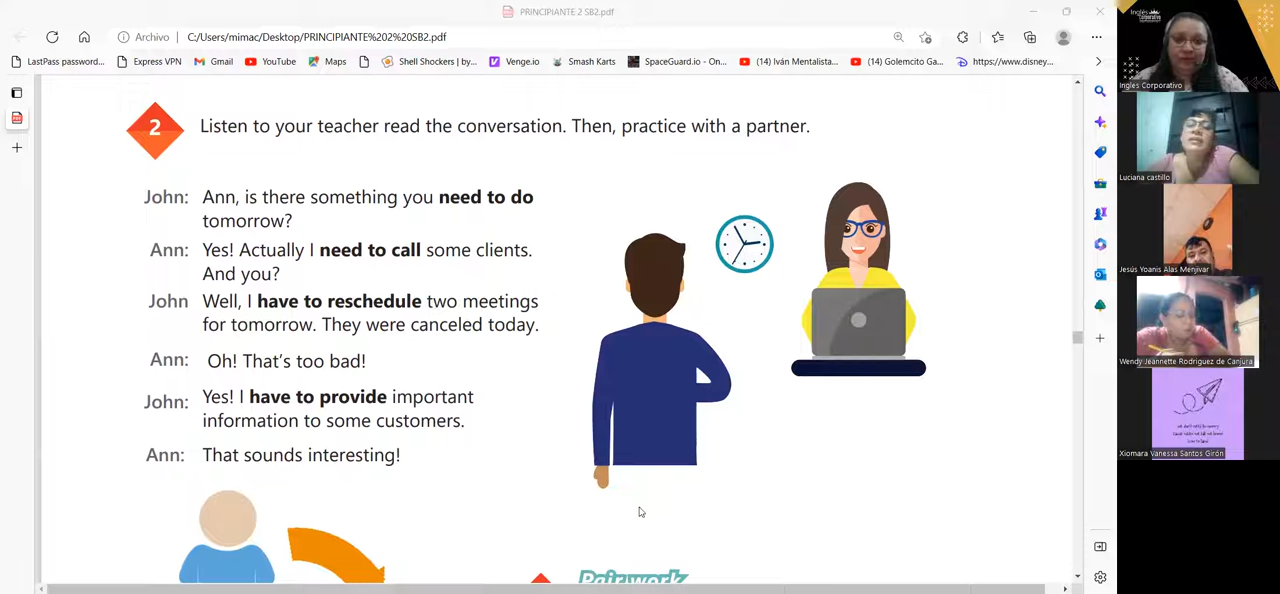 PRINCIPIANTE 2 SB2.pdf
Archivo C:/Users/mimac/Desktop/PRINCIPIANTE%202%20SB2.pdf
LastPass password... Express VPN Gmail YouTube Maps Shell Shockers | by... Venge.io Smash Karts SpaceGuard.io - On... (14) Iván Mentalista... (14) Golemcito Ga... https://www.disney...
2 Listen to your teacher read the conversation. Then, practice with a partner.
John: Ann, is there something you need to do
tomorrow?
Ann: Yes! Actually I need to call some clients.
And you?
John Well, I have to reschedule two meetings
for tomorrow. They were canceled today.
Ann: Oh! That's too bad!
John: Yes! I have to provide important
information to some customers.
Ann: That sounds interesting!
Pair work
Inglés
Corporativo
Ingles Corporativo
Luciana castillo
Jesús Yoanis Alas Menjivar
Wendy Jeannette Rodriguez de Canjura
Xiomara Vanessa Santos Girón